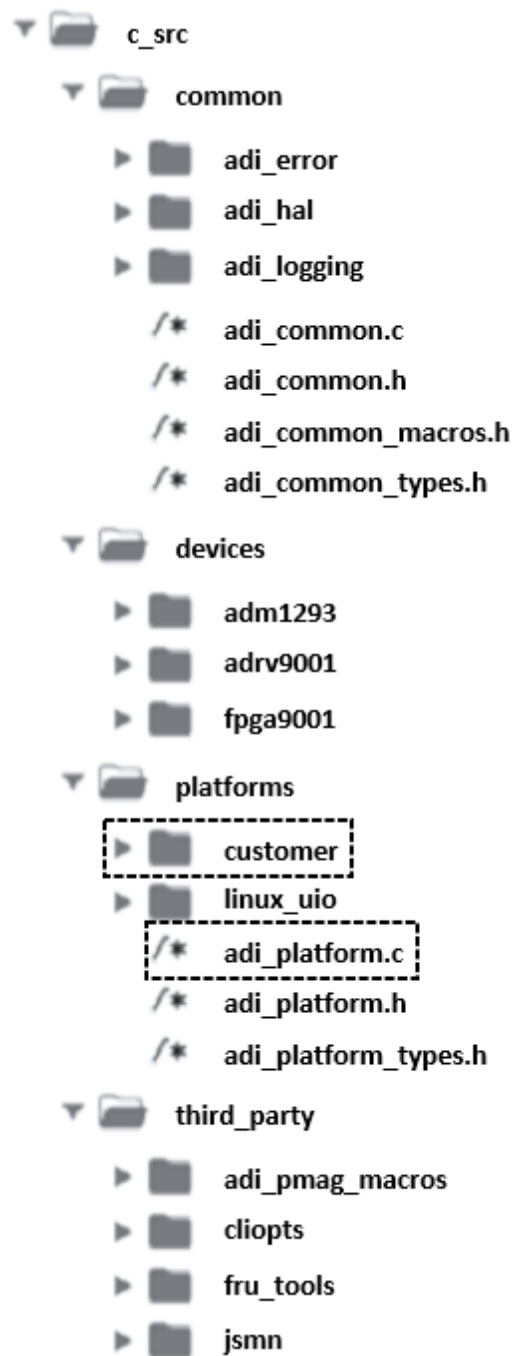 c_src
common
adi_error
adi_hal
adi_logging
/* adi_common.c
/* adi_common.h
/* adi_common_macros.h
/* adi_common_types.h
devices
adm1293
adrv9001
fpga9001
platforms
customer
linux_uio
/* adi_platform.c
/* adi_platform.h
/* adi_platform_types.h
third_party
adi_pmag_macros
cliopts
fru_tools
jsmn